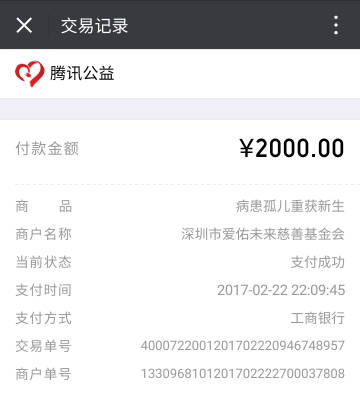 交易记录
腾讯公益
付款金额 ¥2000.00
商 品 病患孤儿重获新生
商户名称 深圳市爱佑未来慈善基金会
当前状态 支付成功
支付时间 2017-02-22 22:09:45
支付方式 工商银行
交易单号 4000722001201702220946748957
商户单号 1330968101201702222700037808